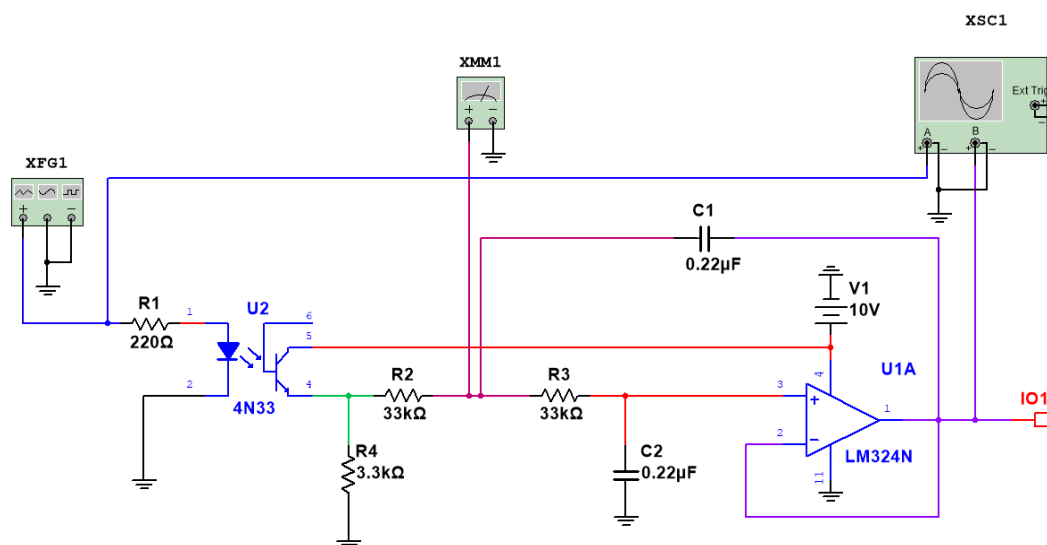 XSC1
Ext Trig
+
−
A
B
+ − + −
XMM1
+ −
XFG1
+ −
C1
0.22µF
V1
10V
R1
220Ω
1
2
U2
6
5
4
4N33
R2
33kΩ
R3
33kΩ
R4
3.3kΩ
C2
0.22µF
U1A
3
2
4
11
1
+
−
LM324N
IO1